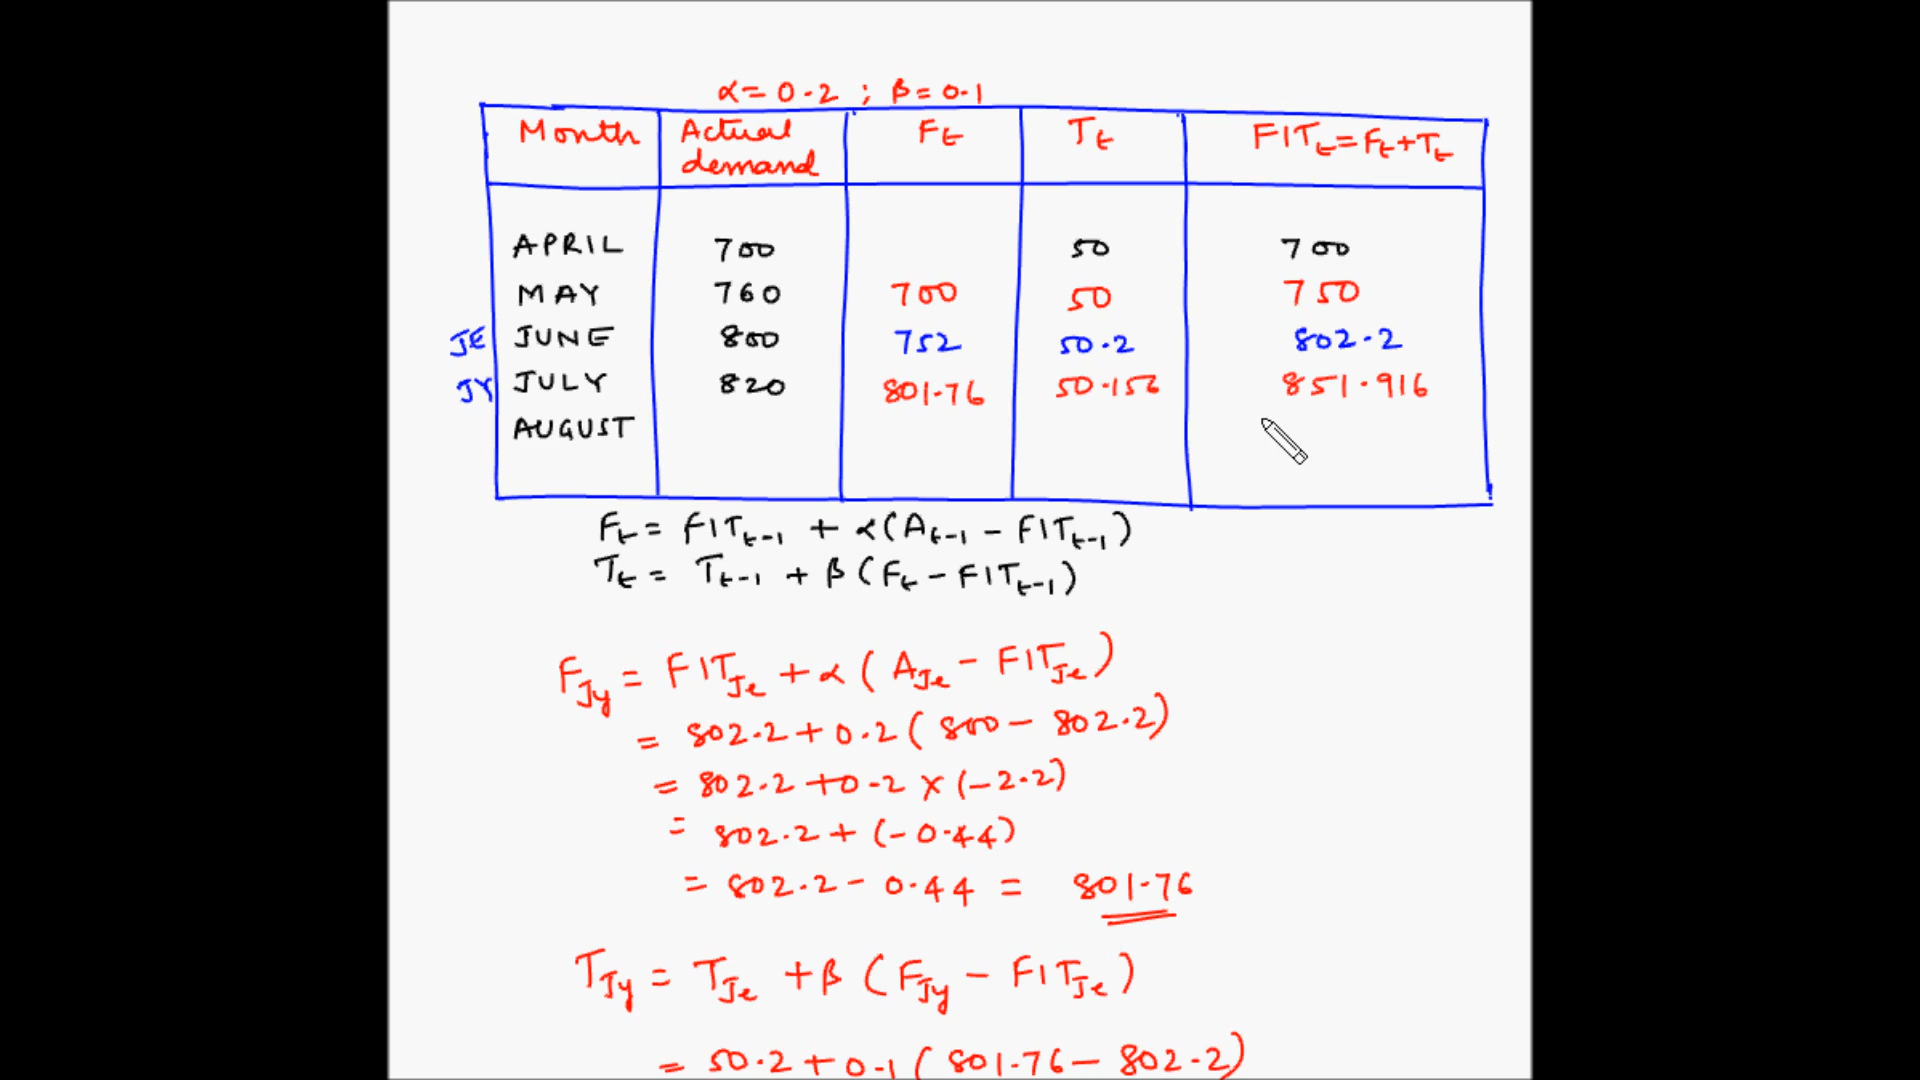 α = 0.2 ; β = 0.1
Month Actual demand Ft Tt FITt = Ft + Tt
APRIL 700 50 700
MAY 760 700 50 750
JE JUNE 800 752 50.2 802.2
JY JULY 820 801.76 50.156 851.916
AUGUST
Ft = FITt-1 + α(At-1 - FITt-1)
Tt = Tt-1 + β(Ft - FITt-1)
FJy = FITJe + α(AJe - FITJe)
= 802.2 + 0.2(800 - 802.2)
= 802.2 + 0.2 × (-2.2)
= 802.2 + (-0.44)
= 802.2 - 0.44 = 801.76
TJy = TJe + β(FJy - FITJe)
= 50.2 + 0.1(801.76 - 802.2)